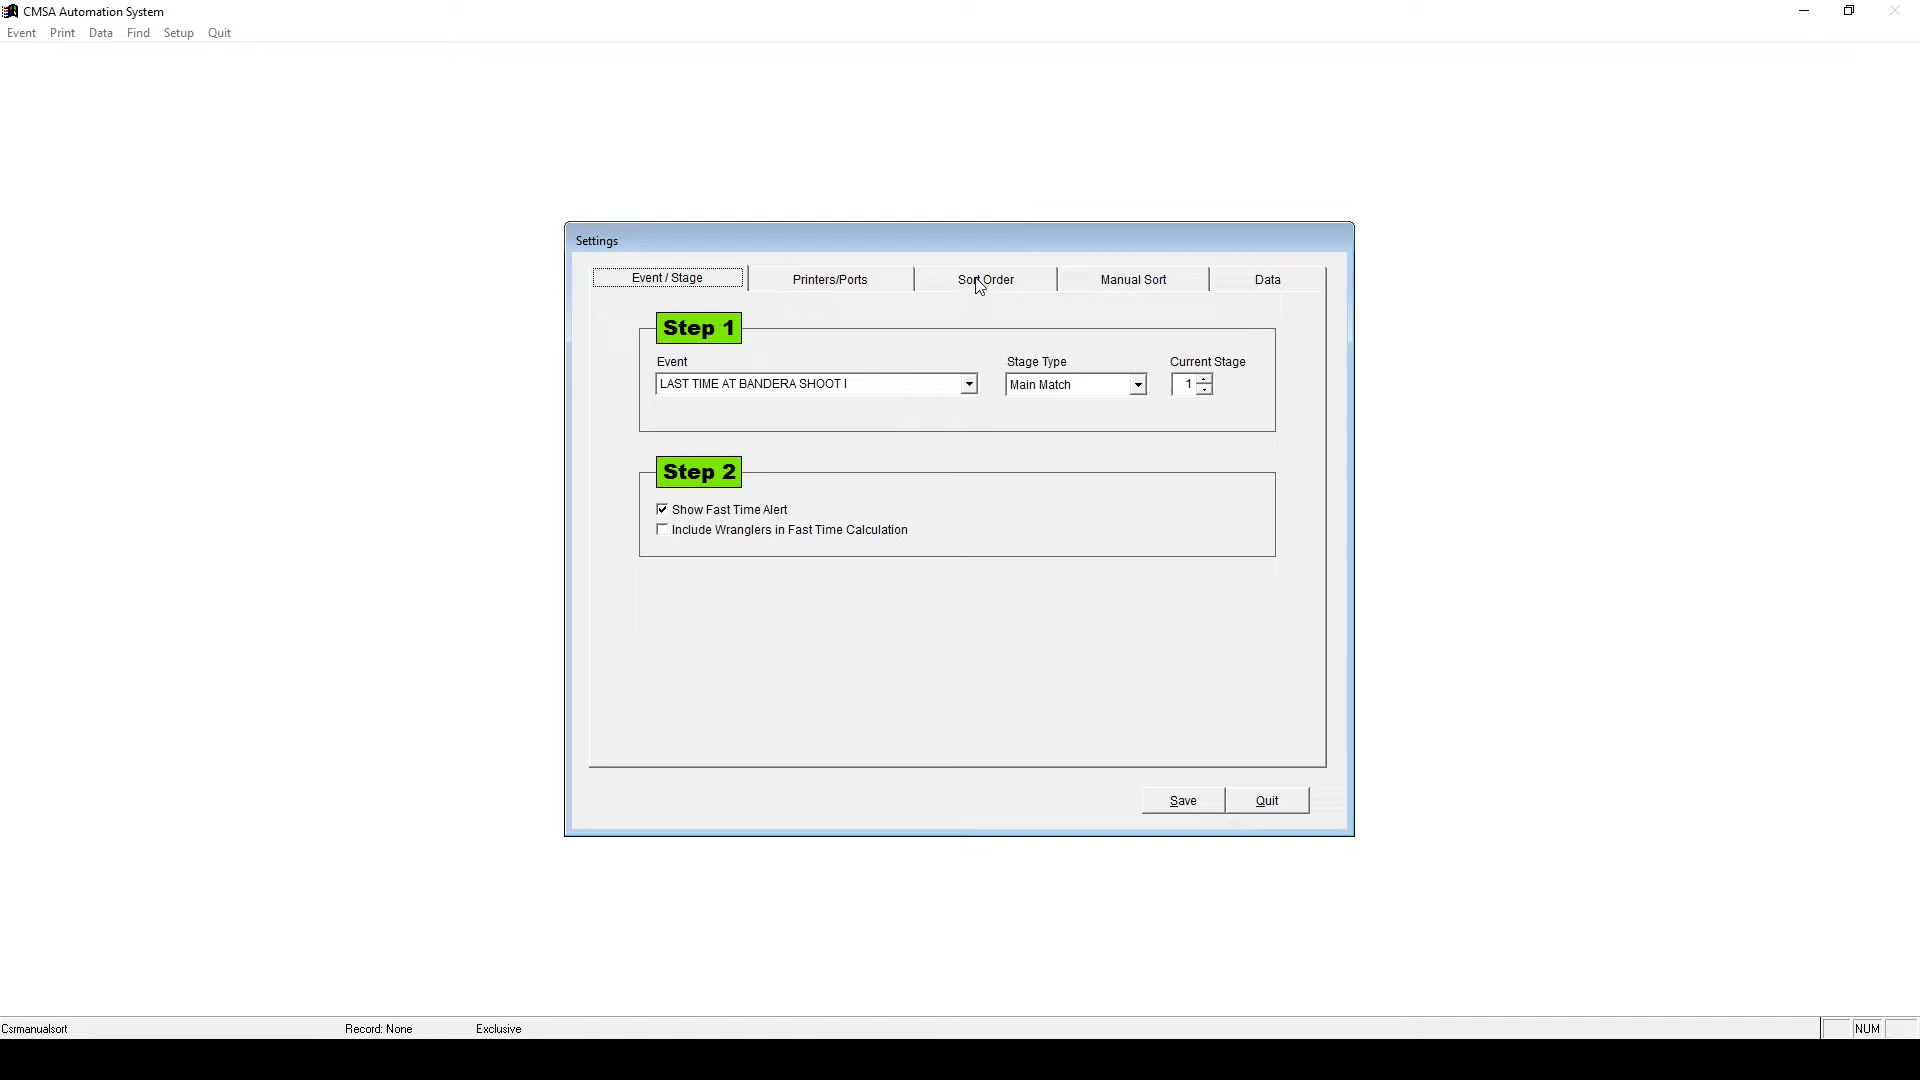 CMSA Automation System
Event Print Data Find Setup Quit
Settings
Event / Stage Printers/Ports Sort Order Manual Sort Data
Step 1
Event Stage Type Current Stage
LAST TIME AT BANDERA SHOOT I Main Match 1
Step 2
Show Fast Time Alert
Include Wranglers in Fast Time Calculation
Save Quit
Csrmanualsort Record: None Exclusive NUM